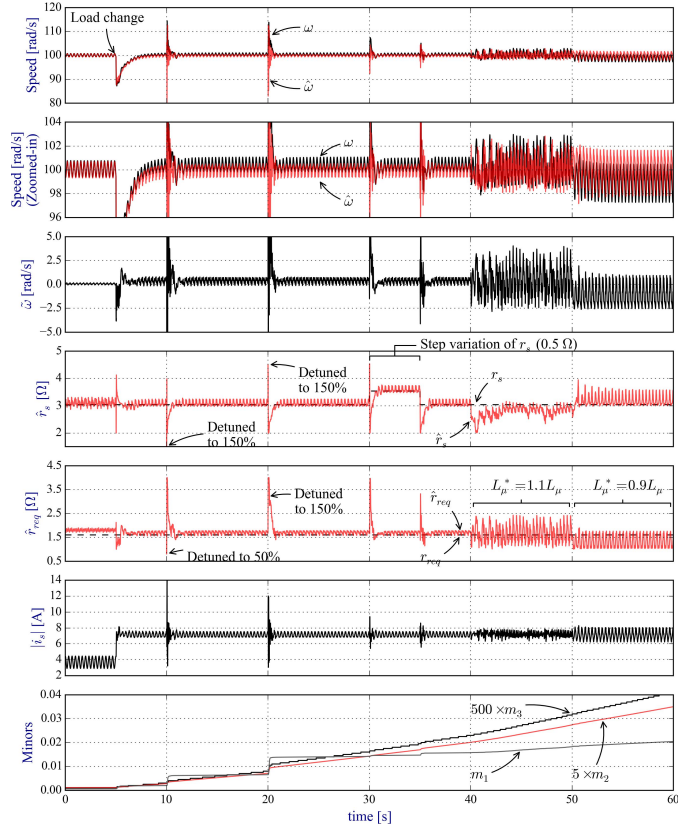 120
110
100
90
80
Speed [rad/s]
Load change
ω
ω̂
104
102
100
98
96
Speed [rad/s]
(Zoomed-in)
ω
ω̂
5.0
2.5
0.0
−2.5
−5.0
ω̃ [rad/s]
Step variation of r_s (0.5 Ω)
5
4
3
2
r̂_s [Ω]
Detuned
to 150%
Detuned
to 150%
r_s
r̂_s
4.5
3.5
2.5
1.5
0.5
r̂_req [Ω]
Detuned
to 150%
Detuned to 50%
r̂_req
r_req
L_μ* =1.1L_μ
L_μ* =0.9L_μ
14
12
10
8
6
4
2
|i_s| [A]
0.04
0.03
0.02
0.01
0.00
Minors
500 ×m_3
m_1
5 ×m_2
0
10
20
30
40
50
60
time [s]